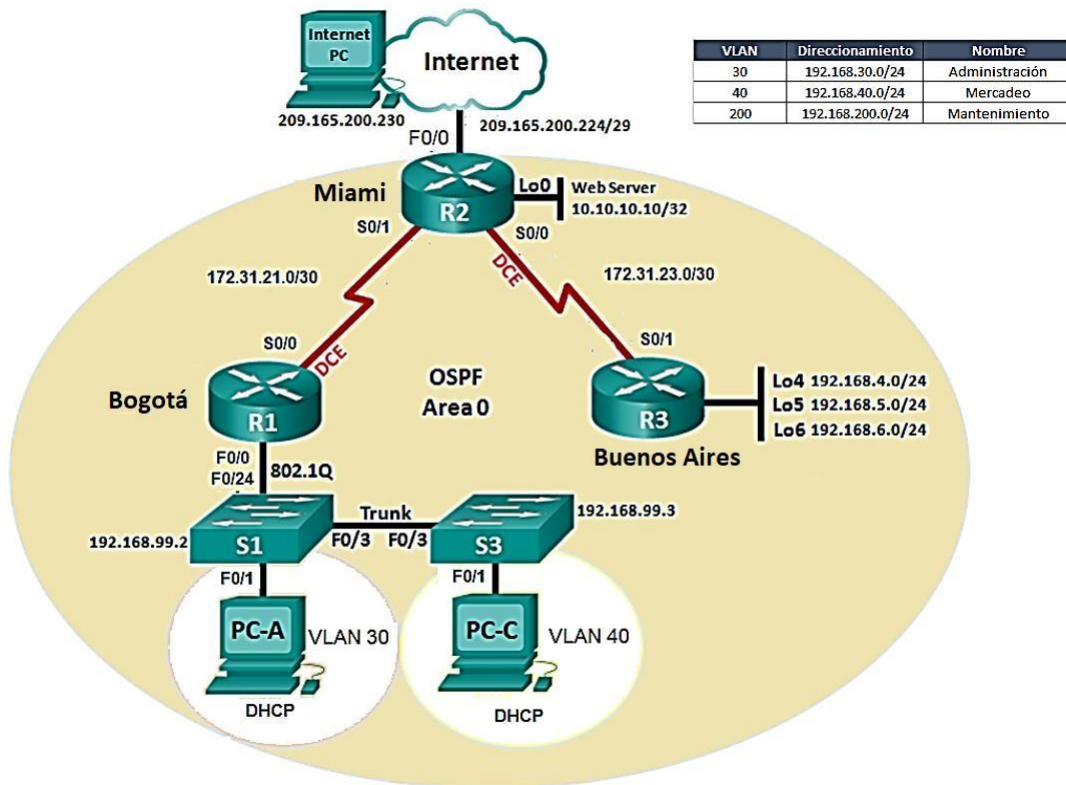 Internet
PC
Internet
209.165.200.230
209.165.200.224/29
F0/0
VLAN Direccionamiento Nombre
30 192.168.30.0/24 Administración
40 192.168.40.0/24 Mercadeo
200 192.168.200.0/24 Mantenimiento
Miami
R2
Lo0
Web Server
10.10.10.10/32
S0/1
S0/0
DCE
172.31.21.0/30
172.31.23.0/30
S0/0
DCE
S0/1
OSPF
Area 0
Bogotá
R1
R3
Buenos Aires
Lo4 192.168.4.0/24
Lo5 192.168.5.0/24
Lo6 192.168.6.0/24
F0/0
F0/24
802.1Q
Trunk
192.168.99.3
192.168.99.2
S1
F0/3 F0/3
S3
F0/1
F0/1
PC-A
VLAN 30
PC-C
VLAN 40
DHCP
DHCP